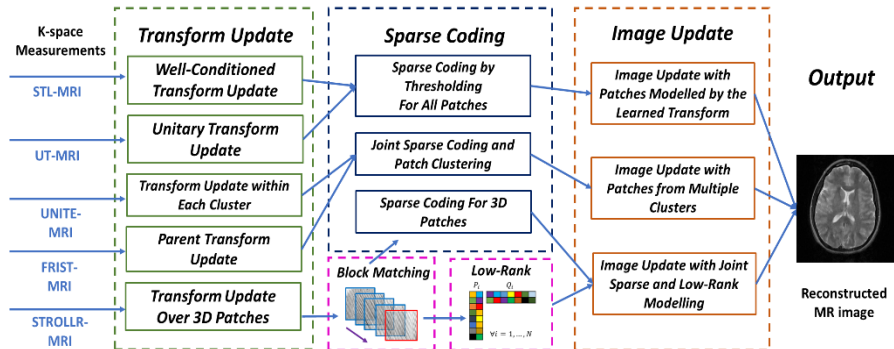 K-space
Measurements
STL-MRI
UT-MRI
UNITE-
MRI
FRIST-
MRI
STROLLR-
MRI
Transform Update
Well-Conditioned
Transform Update
Unitary Transform
Update
Transform Update within
Each Cluster
Parent Transform
Update
Transform Update
Over 3D Patches
Sparse Coding
Sparse Coding by
Thresholding
For All Patches
Joint Sparse Coding and
Patch Clustering
Sparse Coding For 3D
Patches
Block Matching
Low-Rank
P_i Q_i
∀i = 1, ..., N
Image Update
Image Update with
Patches Modelled by the
Learned Transform
Image Update with
Patches from Multiple
Clusters
Image Update with Joint
Sparse and Low-Rank
Modelling
Output
Reconstructed
MR image